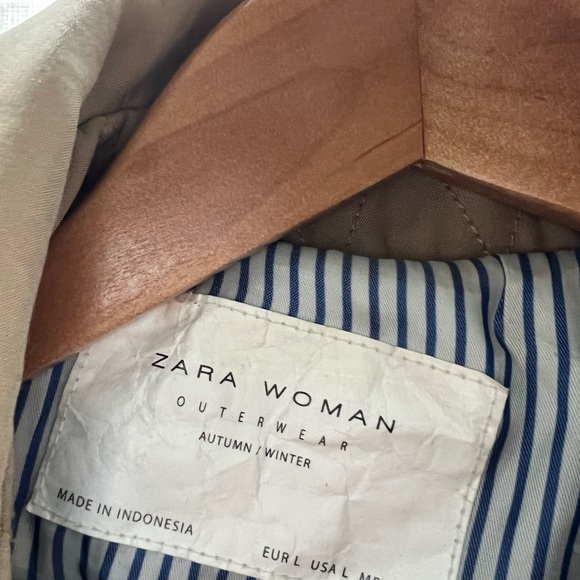 ZARA WOMAN
OUTERWEAR
AUTUMN / WINTER
MADE IN INDONESIA
EUR L USA L